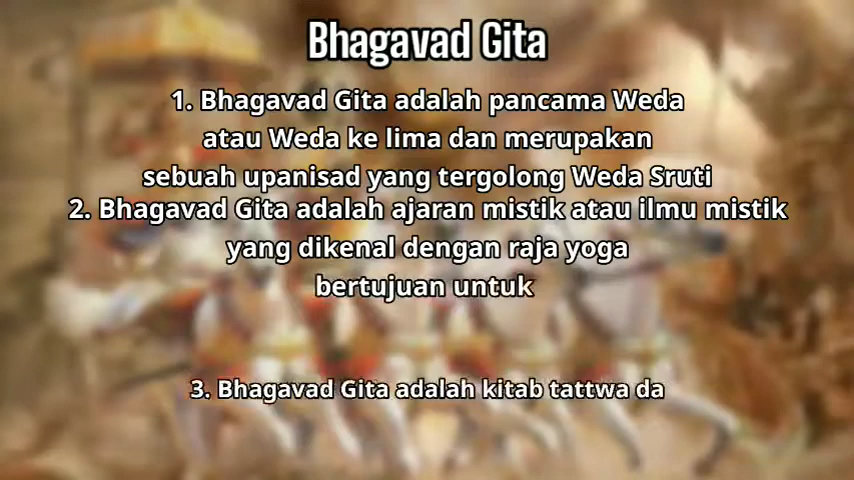 Bhagavad Gita
1. Bhagavad Gita adalah pancama Weda
atau Weda ke lima dan merupakan
sebuah upanisad yang tergolong Weda Sruti
2. Bhagavad Gita adalah ajaran mistik atau ilmu mistik
yang dikenal dengan raja yoga
bertujuan untuk
3. Bhagavad Gita adalah kitab tattwa da